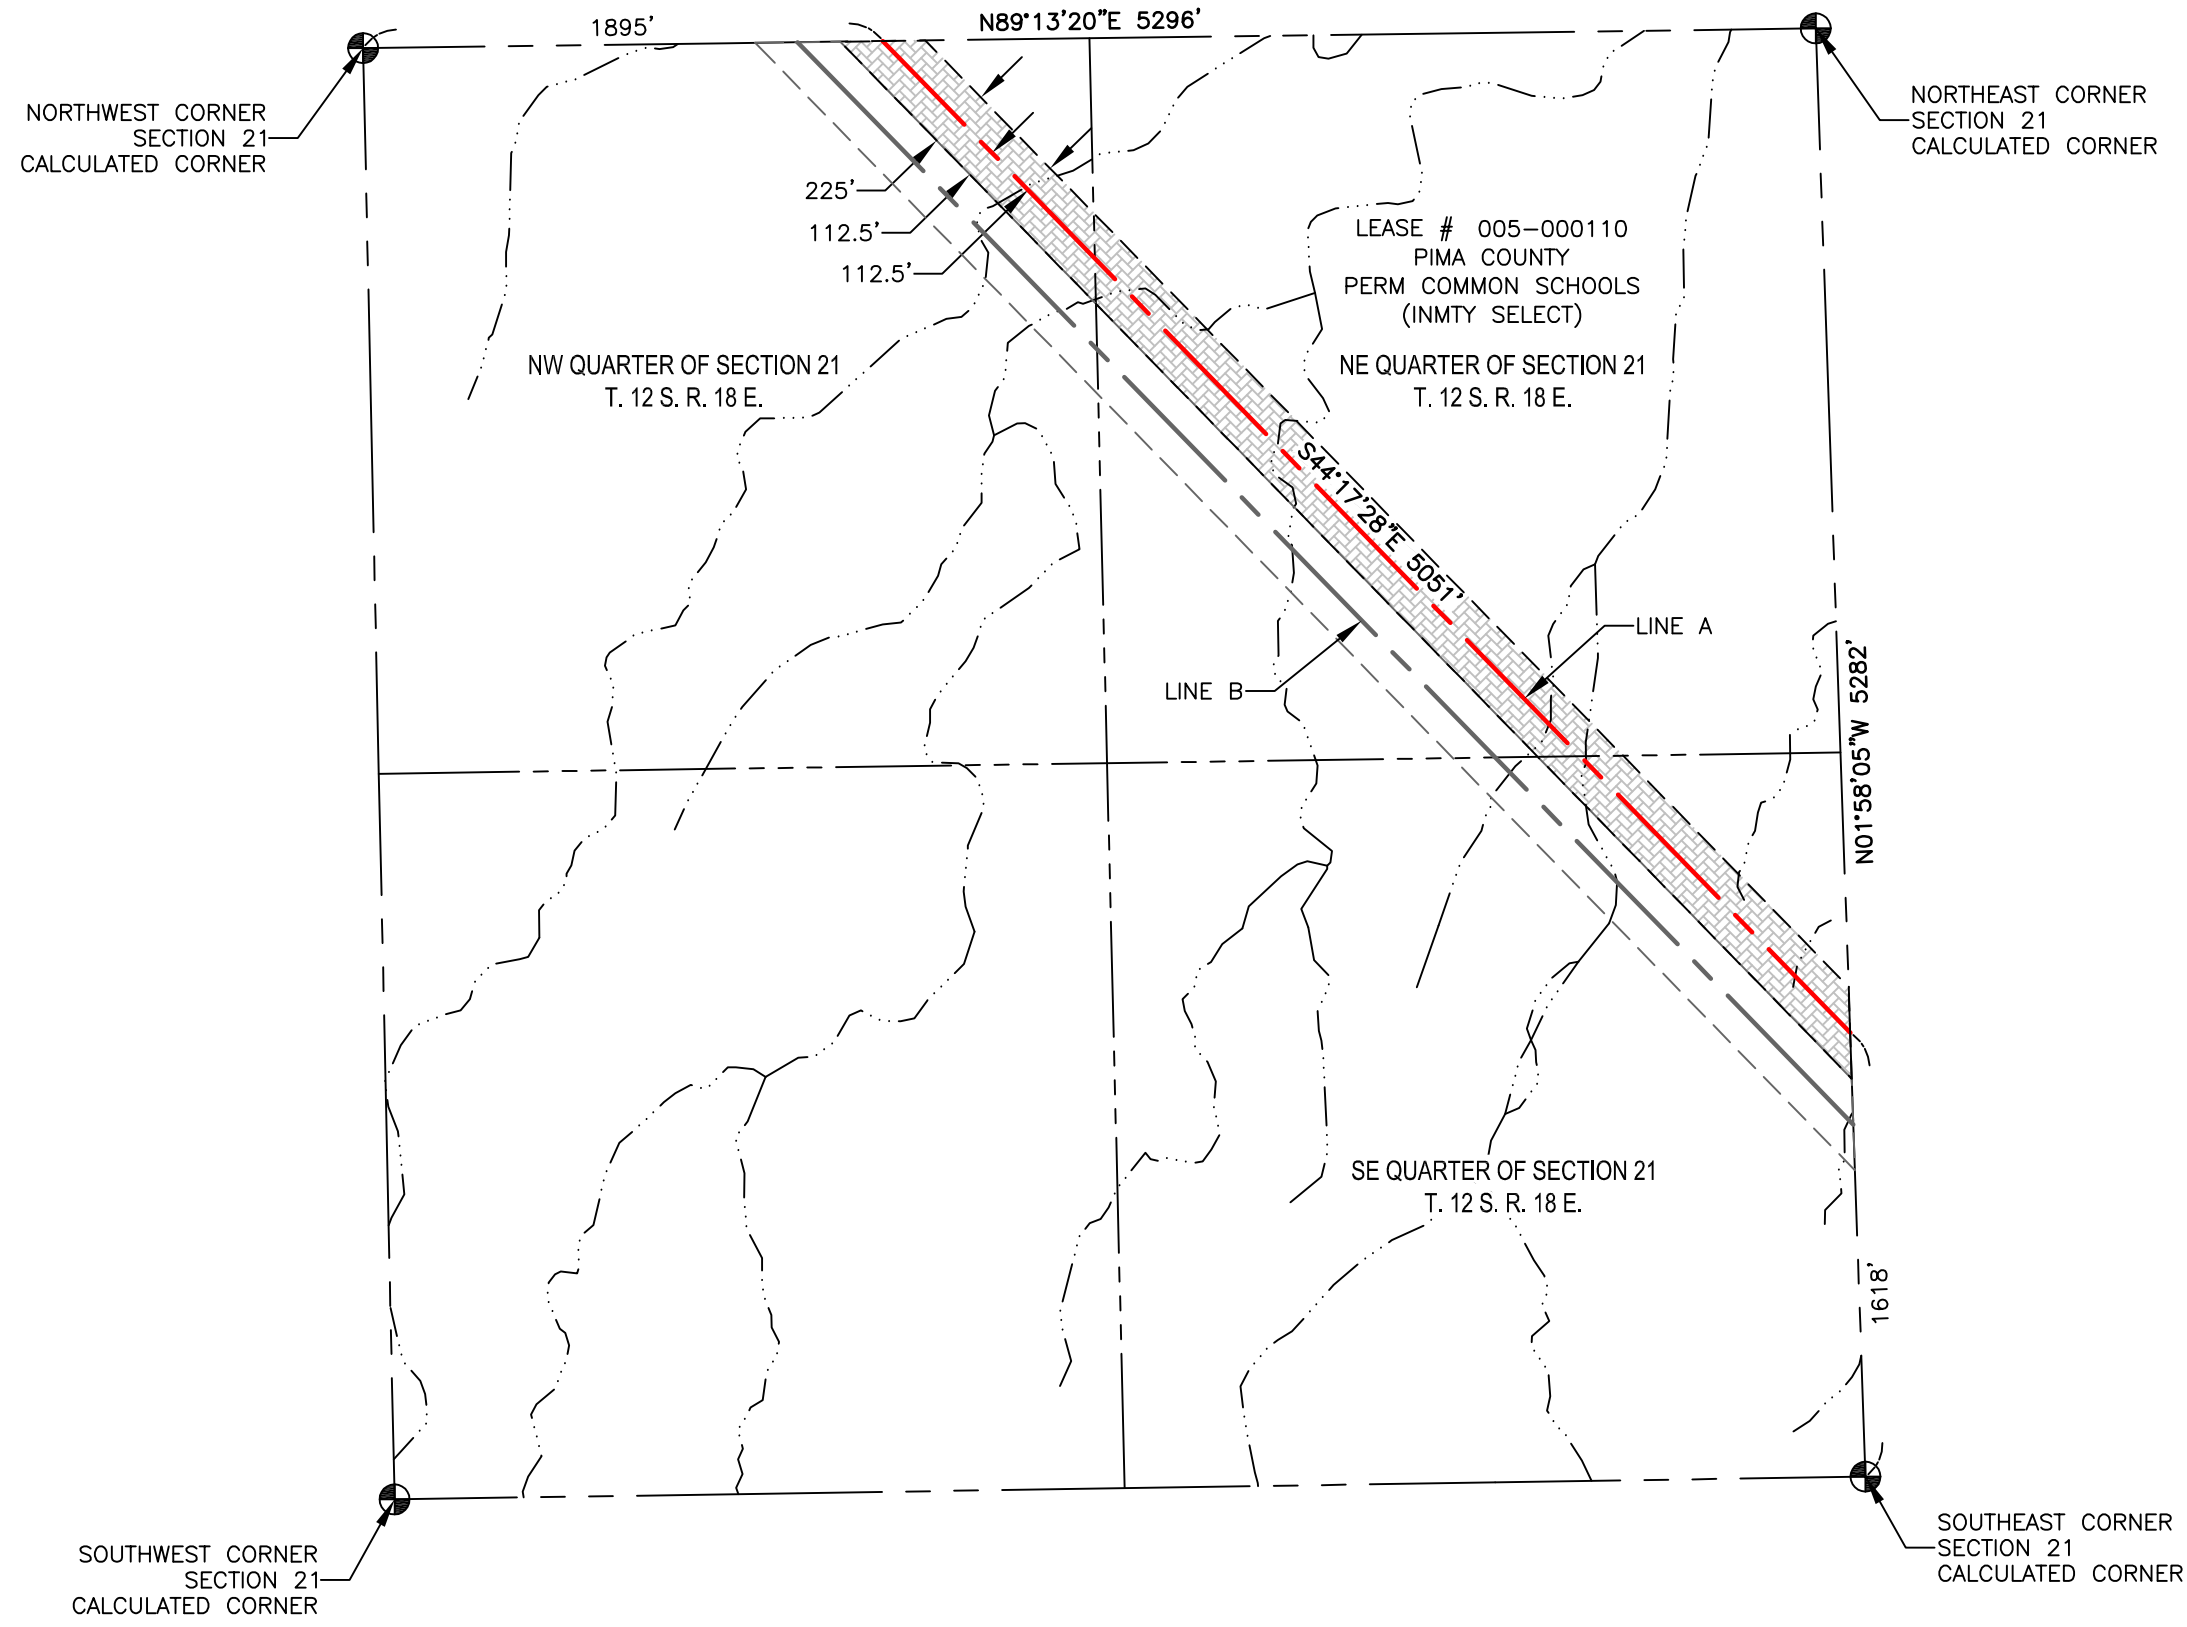 1895'
N89°13'20"E 5296'
NORTHWEST CORNER
SECTION 21
CALCULATED CORNER
NORTHEAST CORNER
SECTION 21
CALCULATED CORNER
225'
112.5'
112.5'
LEASE # 005-000110
PIMA COUNTY
PERM COMMON SCHOOLS
(INMTY SELECT)
NW QUARTER OF SECTION 21
T. 12 S. R. 18 E.
NE QUARTER OF SECTION 21
T. 12 S. R. 18 E.
S44°17'28"E 5051'
LINE A
LINE B
N01°58'05"W 5282'
SE QUARTER OF SECTION 21
T. 12 S. R. 18 E.
1618'
SOUTHWEST CORNER
SECTION 21
CALCULATED CORNER
SOUTHEAST CORNER
SECTION 21
CALCULATED CORNER